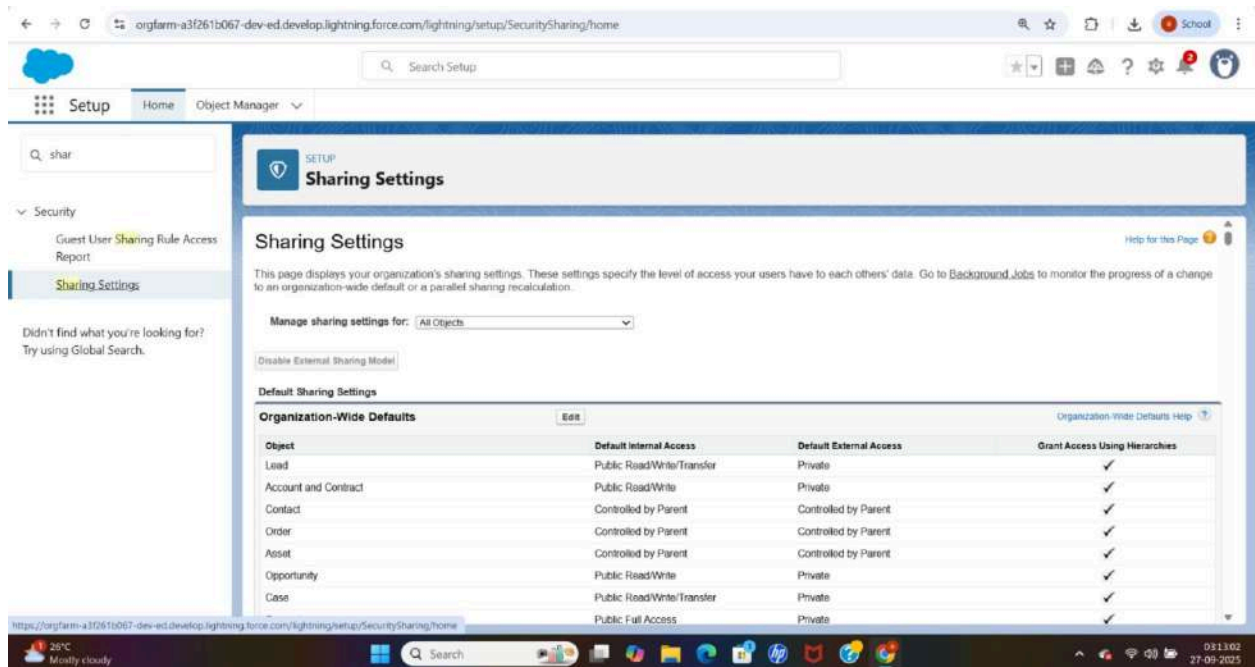 orgfarm-a3f261b067-dev-ed.develop.lightning.force.com/lightning/setup/SecuritySharing/home
School
Search Setup
2
Setup
Home
Object Manager
shar
Security
Guest User Sharing Rule Access
Report
Sharing Settings
Didn't find what you're looking for?
Try using Global Search.
SETUP
Sharing Settings
Sharing Settings
Help for this Page
This page displays your organization's sharing settings. These settings specify the level of access your users have to each others' data. Go to Background Jobs to monitor the progress of a change
to an organization-wide default or a parallel sharing recalculation.
Manage sharing settings for: All Objects
Disable External Sharing Model
Default Sharing Settings
Organization-Wide Defaults Edit Organization-Wide Defaults Help ?
Object Default Internal Access Default External Access Grant Access Using Hierarchies
Lead Public Read/Write/Transfer Private ✓
Account and Contract Public Read/Write Private ✓
Contact Controlled by Parent Controlled by Parent ✓
Order Controlled by Parent Controlled by Parent ✓
Asset Controlled by Parent Controlled by Parent ✓
Opportunity Public Read/Write Private ✓
Case Public Read/Write/Transfer Private ✓
Public Full Access Private ✓
https://orgfarm-a3f261b067-dev-ed.develop.lightning.force.com/lightning/setup/SecuritySharing/home
26°C
Mostly cloudy
Search
03:13:02
27-09-2025